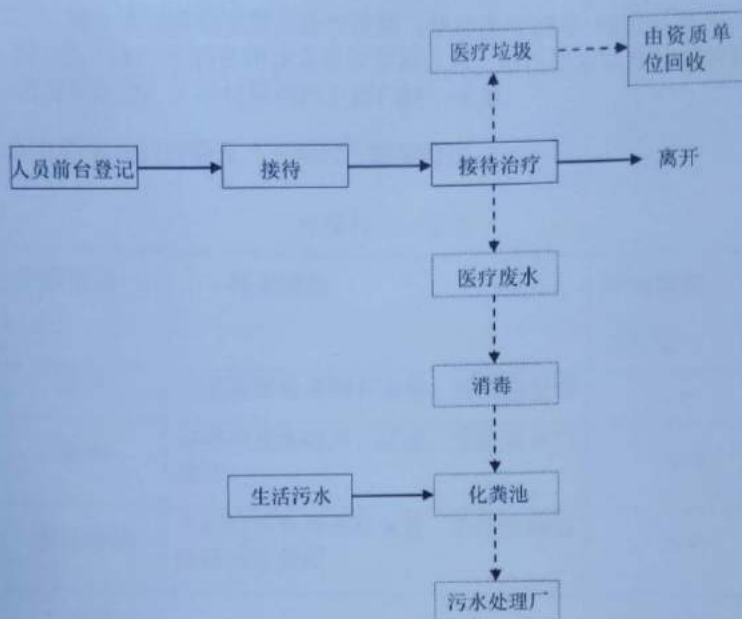 医疗垃圾
由资质单
位回收
人员前台登记
接待
接待治疗
离开
医疗废水
消毒
生活污水
化粪池
污水处理厂